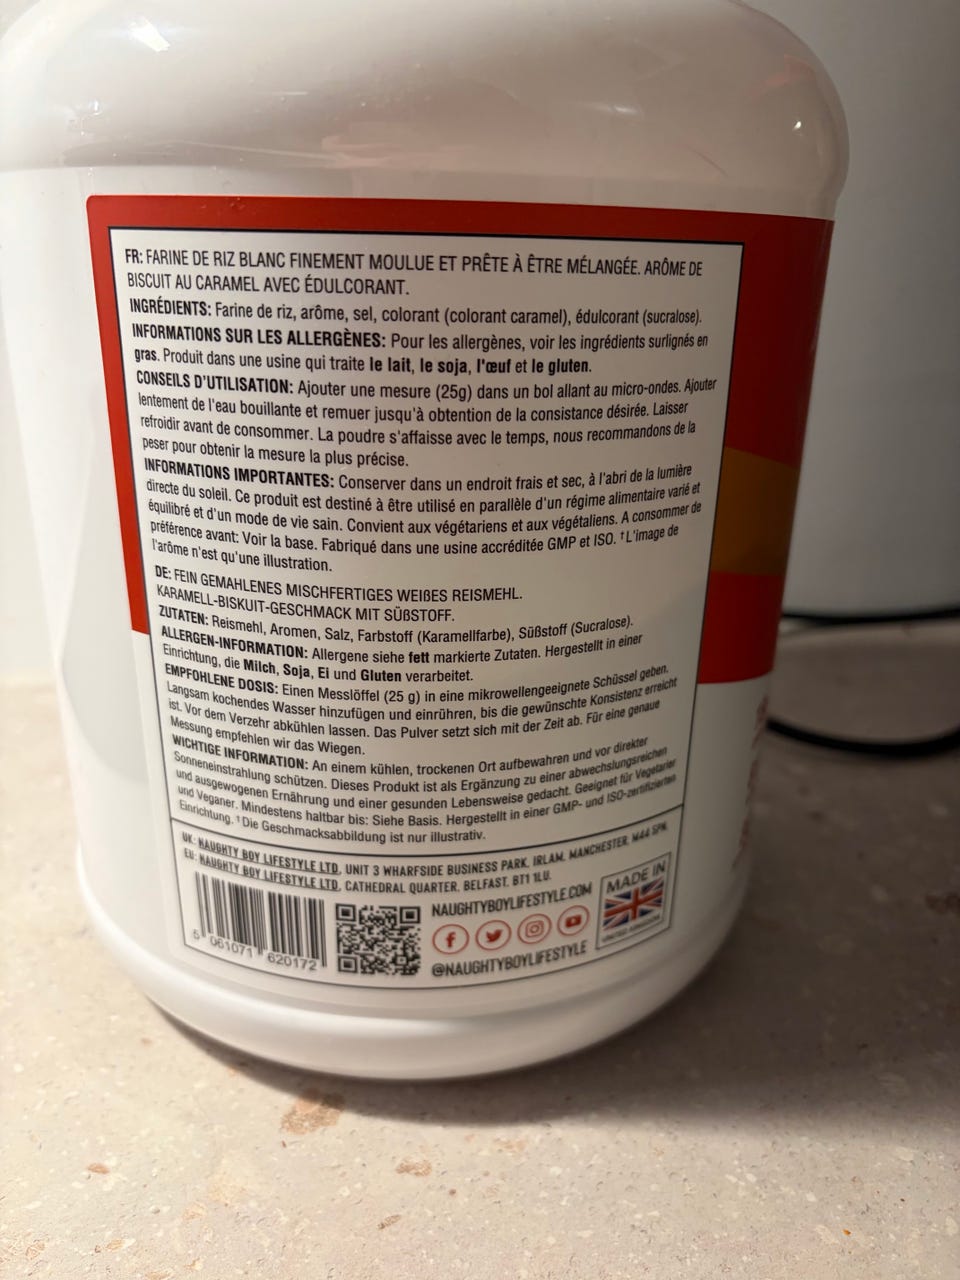 FR: FARINE DE RIZ BLANC FINEMENT MOULUE ET PRÊTE À ÊTRE MÉLANGÉE. ARÔME DE
BISCUIT AU CARAMEL AVEC ÉDULCORANT.
INGRÉDIENTS: Farine de riz, arôme, sel, colorant (colorant caramel), édulcorant (sucralose).
INFORMATIONS SUR LES ALLERGÈNES: Pour les allergènes, voir les ingrédients surlignés en
gras. Produit dans une usine qui traite le lait, le soja, l'œuf et le gluten.
CONSEILS D'UTILISATION: Ajouter une mesure (25g) dans un bol allant au micro-ondes. Ajouter
lentement de l'eau bouillante et remuer jusqu'à obtention de la consistance désirée. Laisser
refroidir avant de consommer. La poudre s'affaisse avec le temps, nous recommandons de la
peser pour obtenir la mesure la plus précise.
INFORMATIONS IMPORTANTES: Conserver dans un endroit frais et sec, à l'abri de la lumière
directe du soleil. Ce produit est destiné à être utilisé en parallèle d'un régime alimentaire varié et
équilibré et d'un mode de vie sain. Convient aux végétariens et aux végétaliens. A consommer de
préférence avant: Voir la base. Fabriqué dans une usine accréditée GMP et ISO. †L'image de
l'arôme n'est qu'une illustration.
DE: FEIN GEMAHLENES MISCHFERTIGES WEIßES REISMEHL.
KARAMELL-BISKUIT-GESCHMACK MIT SÜßSTOFF.
ZUTATEN: Reismehl, Aromen, Salz, Farbstoff (Karamellfarbe), Süßstoff (Sucralose).
ALLERGEN-INFORMATION: Allergene siehe fett markierte Zutaten. Hergestellt in einer
Einrichtung, die Milch, Soja, Ei und Gluten verarbeitet.
EMPFOHLENE DOSIS: Einen Messlöffel (25 g) in eine mikrowellengeeignete Schüssel geben.
Langsam kochendes Wasser hinzufügen und einrühren, bis die gewünschte Konsistenz erreicht
ist. Vor dem Verzehr abkühlen lassen. Das Pulver setzt sich mit der Zeit ab. Für eine genaue
Messung empfehlen wir das Wiegen.
WICHTIGE INFORMATION: An einem kühlen, trockenen Ort aufbewahren und vor direkter
Sonneneinstrahlung schützen. Dieses Produkt ist als Ergänzung zu einer abwechslungsreichen
und ausgewogenen Ernährung und einer gesunden Lebensweise gedacht. Geeignet für Vegetarier
und Veganer. Mindestens haltbar bis: Siehe Basis. Hergestellt in einer GMP- und ISO-zertifizierten
Einrichtung. †Die Geschmacksabbildung ist nur illustrativ.
UK: NAUGHTY BOY LIFESTYLE LTD, UNIT 3 WHARFSIDE BUSINESS PARK, IRLAM, MANCHESTER, M44 5PN.
EU: NAUGHTY BOY LIFESTYLE LTD, CATHEDRAL QUARTER, BELFAST. BT1 1LU.
5 061071 620172
NAUGHTYBOYLIFESTYLE.COM
@NAUGHTYBOYLIFESTYLE
MADE IN
UNITED KINGDOM